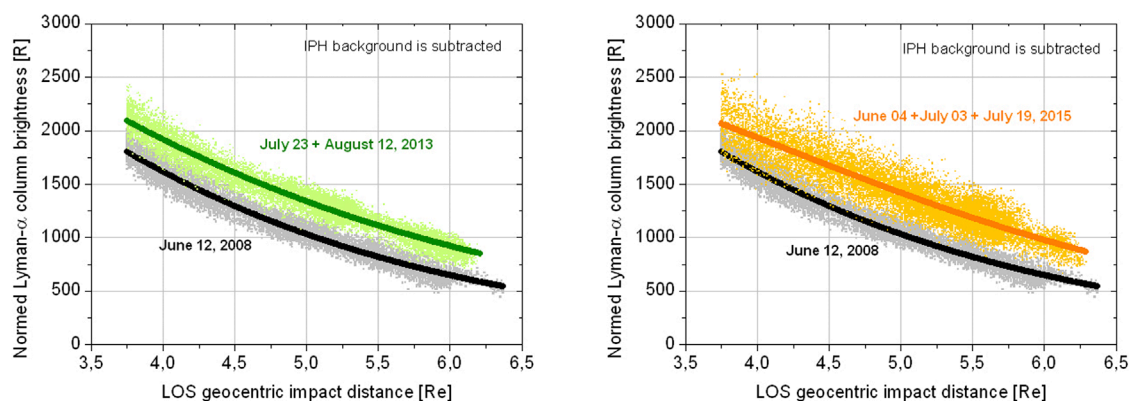 Normed Lyman-α column brightness [R]
3000
2500
2000
1500
1000
500
0
IPH background is subtracted
July 23 + August 12, 2013
June 12, 2008
3,5
4,0
4,5
5,0
5,5
6,0
6,5
LOS geocentric impact distance [Re]
Normed Lyman-α column brightness [R]
3000
2500
2000
1500
1000
500
0
IPH background is subtracted
June 04 +July 03 + July 19, 2015
June 12, 2008
3,5
4,0
4,5
5,0
5,5
6,0
6,5
LOS geocentric impact distance [Re]